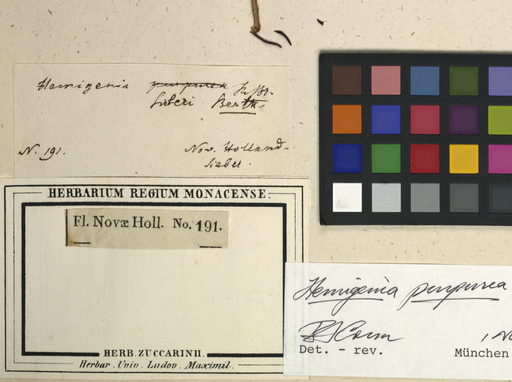 Hemigenia purpurea
Sieberi Benth.
N. 191.
Nov. Holland.
Sieber.
HERBARIUM REGIUM MONACENSE.
Fl. Novæ Holl. No. 191.
HERB. ZUCCARINII.
Herbar. Univ. Ludov. Maximil.
Hemigenia purpurea
Det. - rev.
München